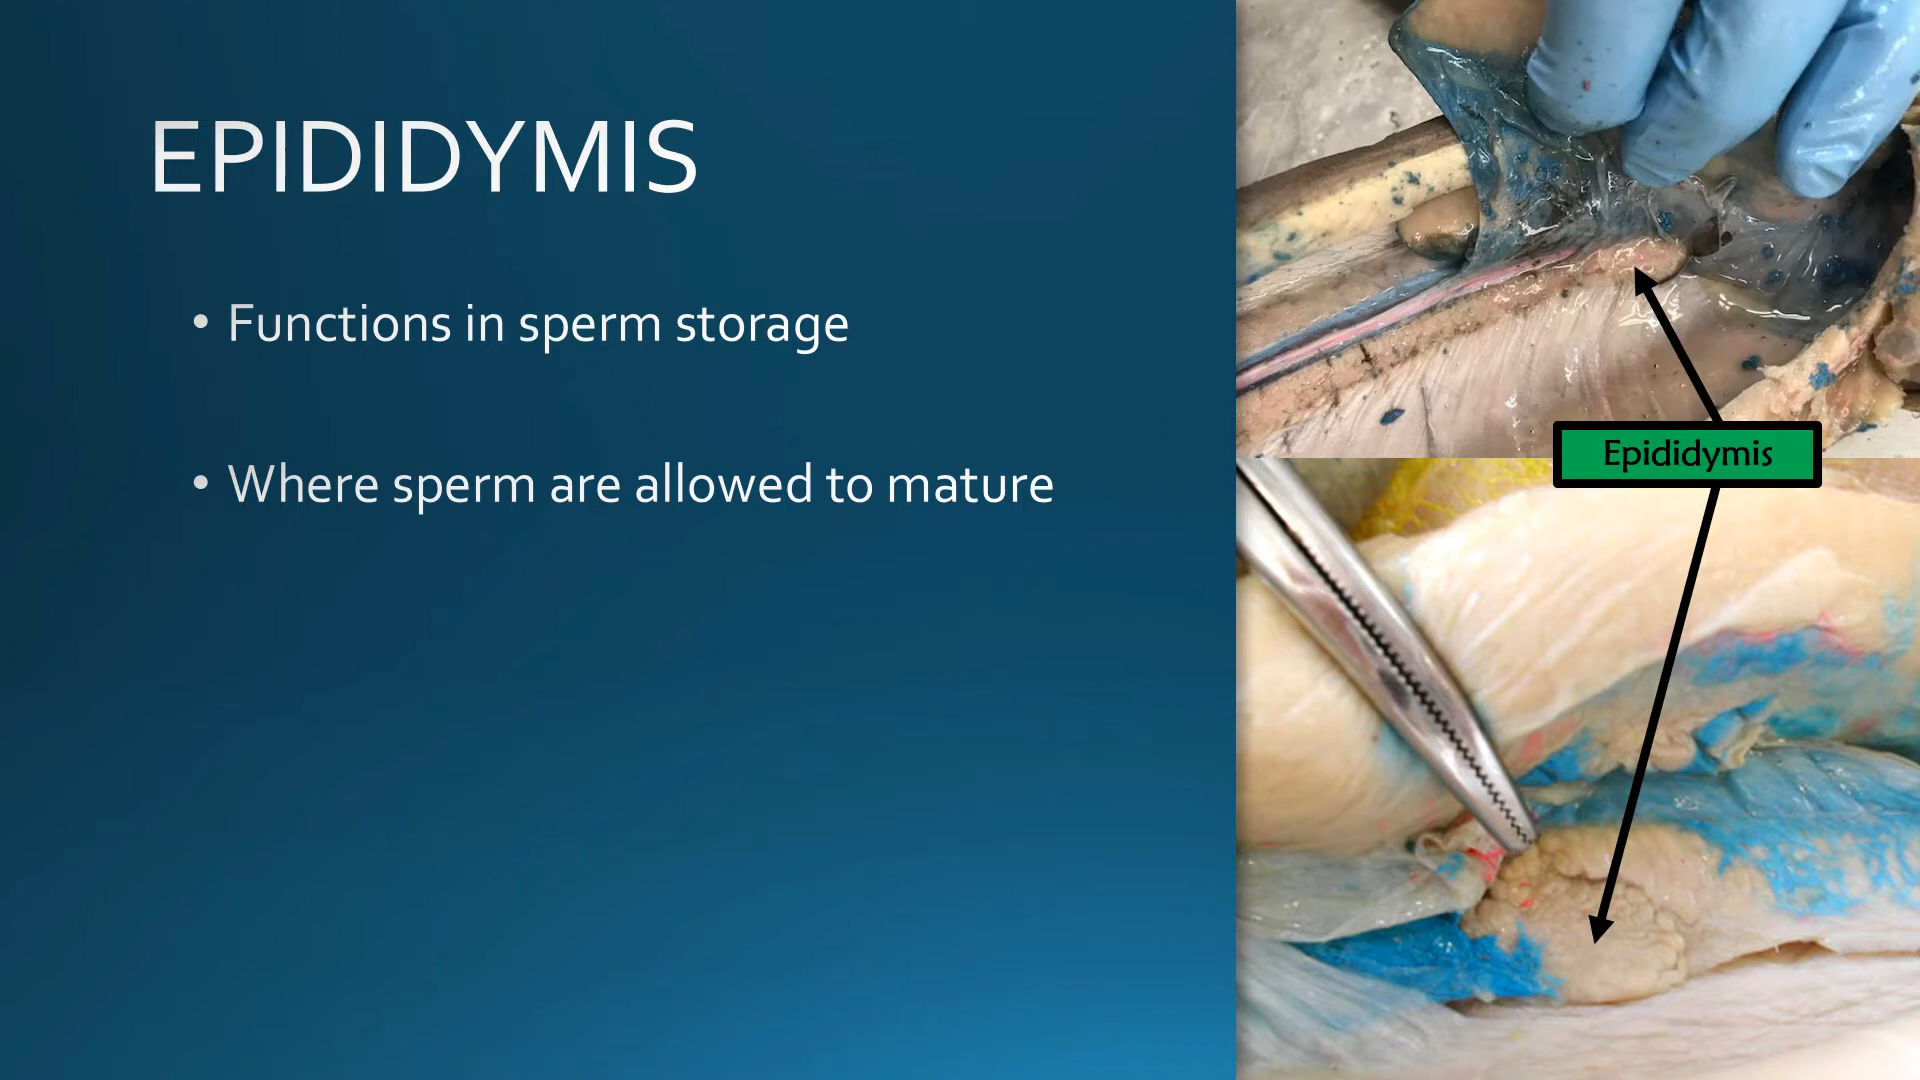 EPIDIDYMIS
• Functions in sperm storage
• Where sperm are allowed to mature
Epididymis